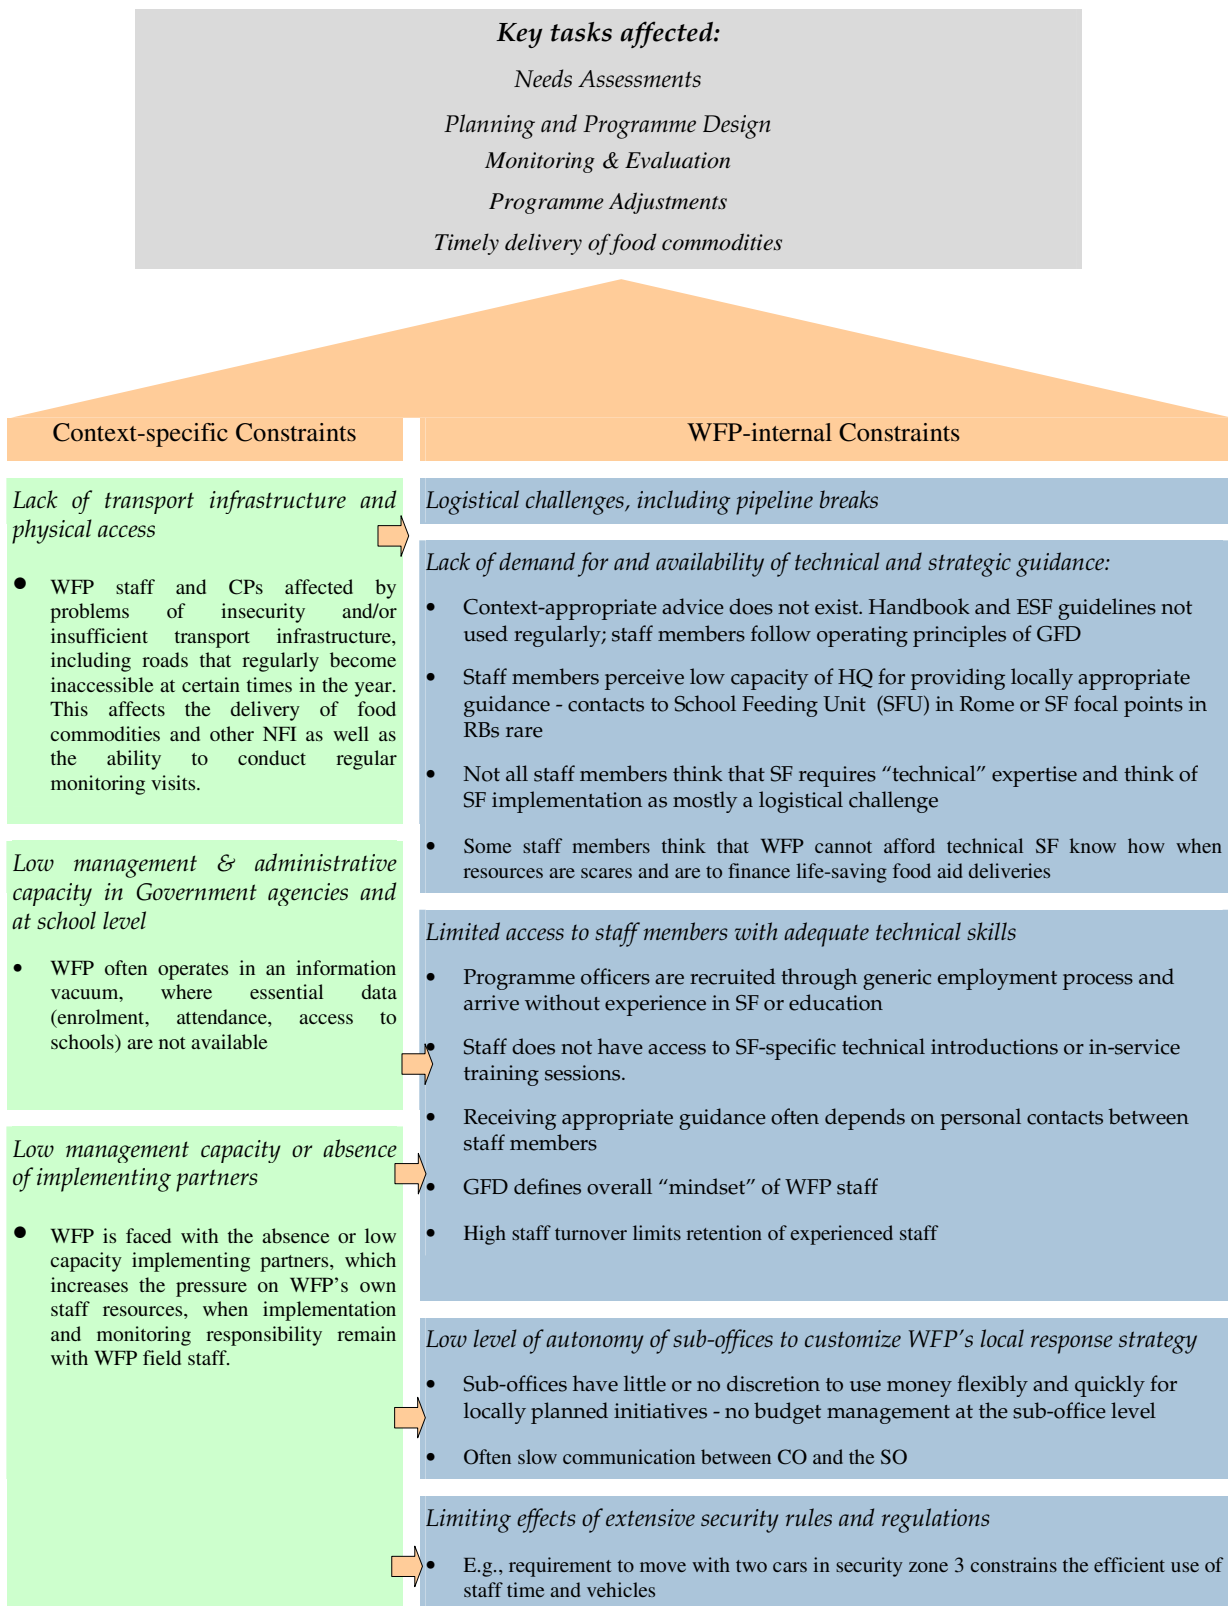 Key tasks affected:
Needs Assessments
Planning and Programme Design
Monitoring & Evaluation
Programme Adjustments
Timely delivery of food commodities
Context-specific Constraints
Lack of transport infrastructure and
physical access
• WFP staff and CPs affected by
problems of insecurity and/or
insufficient transport infrastructure,
including roads that regularly become
inaccessible at certain times in the year.
This affects the delivery of food
commodities and other NFI as well as
the ability to conduct regular
monitoring visits.
Low management & administrative
capacity in Government agencies and
at school level
• WFP often operates in an information
vacuum, where essential data
(enrolment, attendance, access to
schools) are not available
Low management capacity or absence
of implementing partners
• WFP is faced with the absence or low
capacity implementing partners, which
increases the pressure on WFP's own
staff resources, when implementation
and monitoring responsibility remain
with WFP field staff.
WFP-internal Constraints
Logistical challenges, including pipeline breaks
Lack of demand for and availability of technical and strategic guidance:
• Context-appropriate advice does not exist. Handbook and ESF guidelines not
used regularly; staff members follow operating principles of GFD
• Staff members perceive low capacity of HQ for providing locally appropriate
guidance - contacts to School Feeding Unit (SFU) in Rome or SF focal points in
RBs rare
• Not all staff members think that SF requires “technical” expertise and think of
SF implementation as mostly a logistical challenge
• Some staff members think that WFP cannot afford technical SF know how when
resources are scares and are to finance life-saving food aid deliveries
Limited access to staff members with adequate technical skills
• Programme officers are recruited through generic employment process and
arrive without experience in SF or education
• Staff does not have access to SF-specific technical introductions or in-service
training sessions.
• Receiving appropriate guidance often depends on personal contacts between
staff members
• GFD defines overall “mindset” of WFP staff
• High staff turnover limits retention of experienced staff
Low level of autonomy of sub-offices to customize WFP's local response strategy
• Sub-offices have little or no discretion to use money flexibly and quickly for
locally planned initiatives - no budget management at the sub-office level
• Often slow communication between CO and the SO
Limiting effects of extensive security rules and regulations
• E.g., requirement to move with two cars in security zone 3 constrains the efficient use of
staff time and vehicles